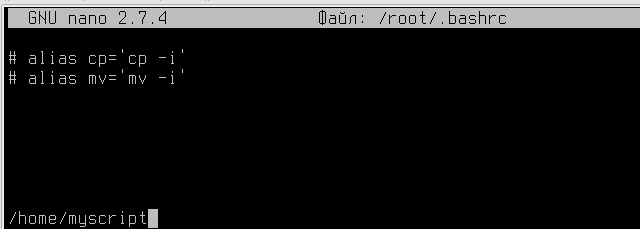 GNU nano 2.7.4 Файл: /root/.bashrc
# alias cp='cp -i'
# alias mv='mv -i'
/home/myscript